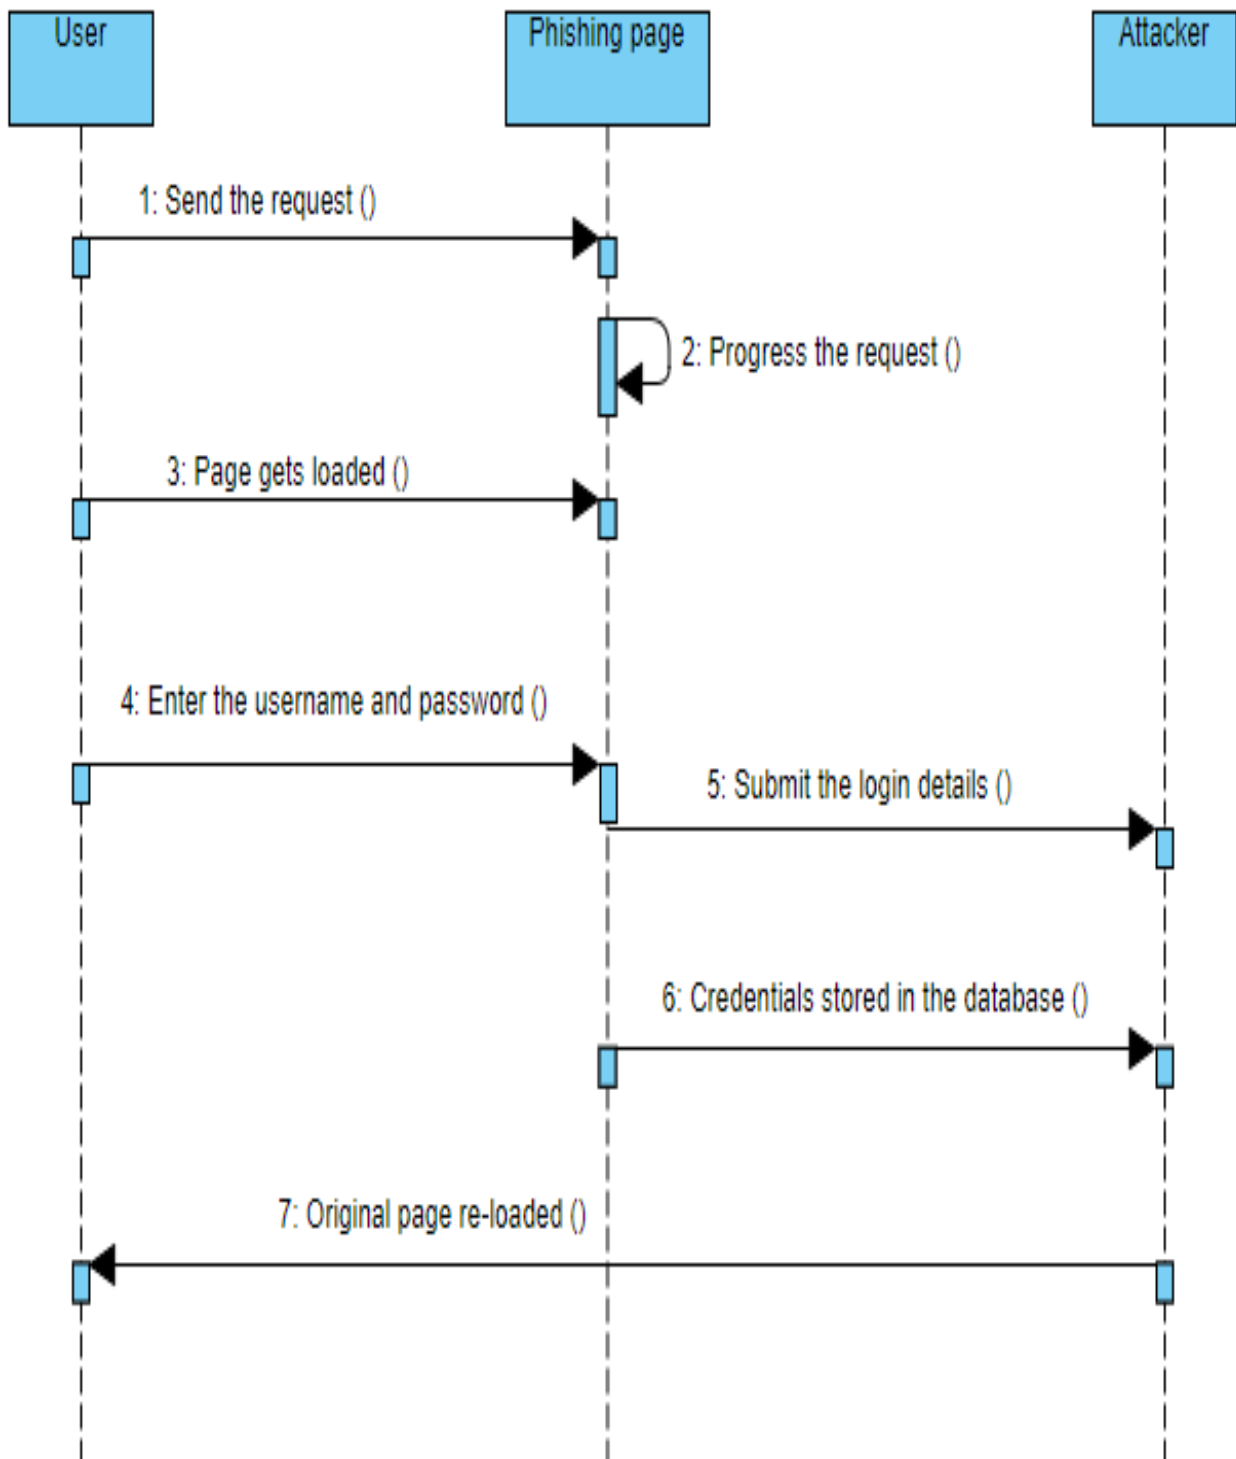 User
Phishing page
Attacker
1: Send the request ()
2: Progress the request ()
3: Page gets loaded ()
4: Enter the username and password ()
5: Submit the login details ()
6: Credentials stored in the database ()
7: Original page re-loaded ()